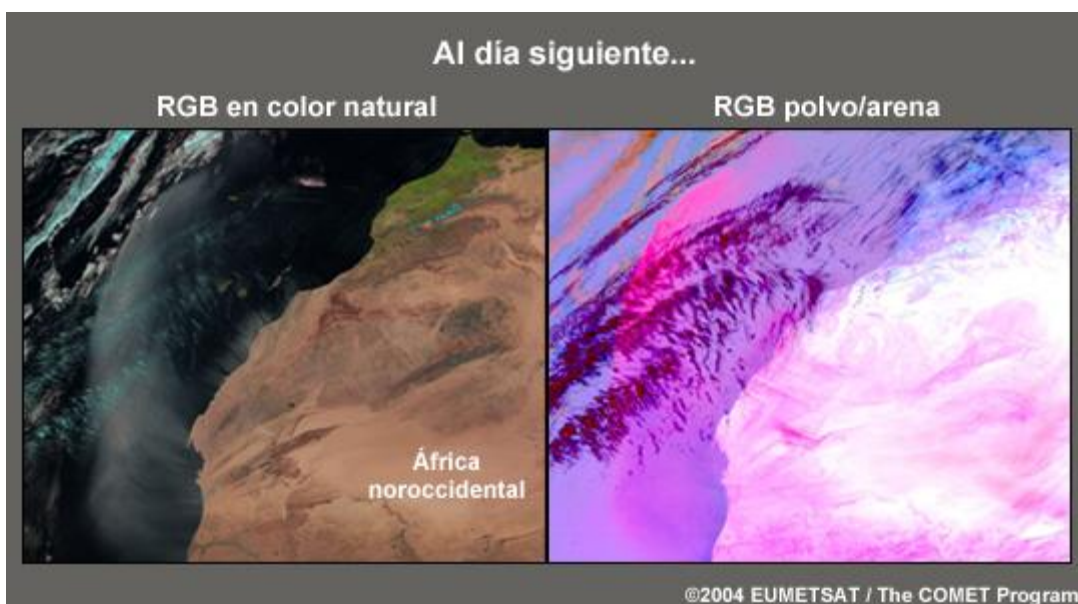 Al día siguiente...
RGB en color natural
RGB polvo/arena
África
noroccidental
©2004 EUMETSAT / The COMET Program